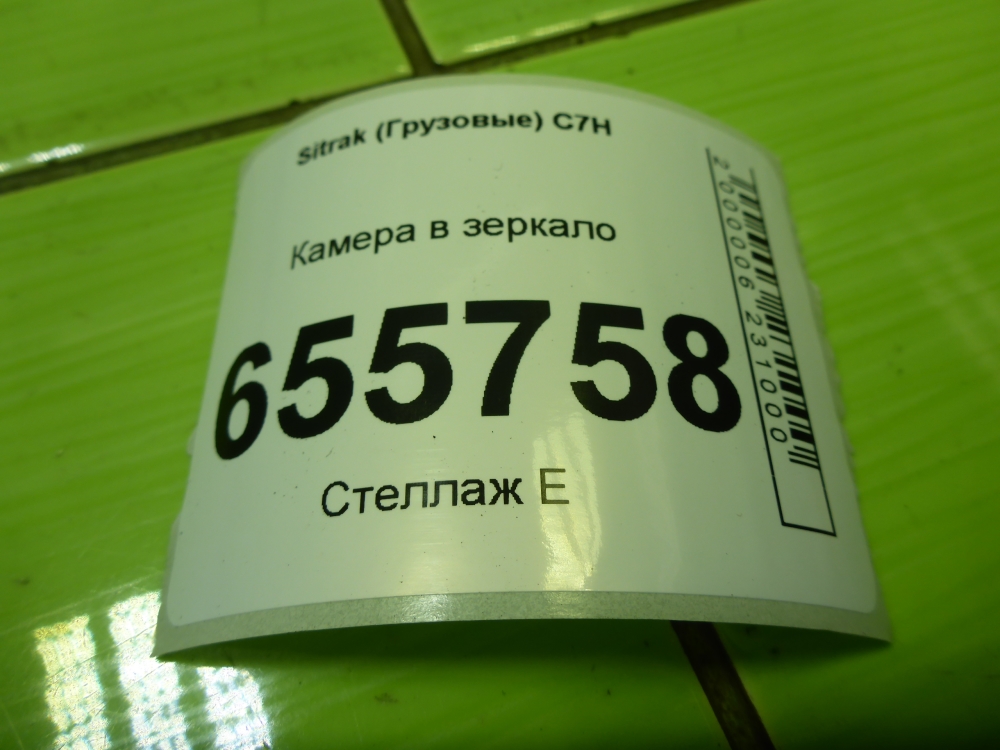 Sitrak (Грузовые) C7H
Камера в зеркало
655758
Стеллаж E
2000006231000